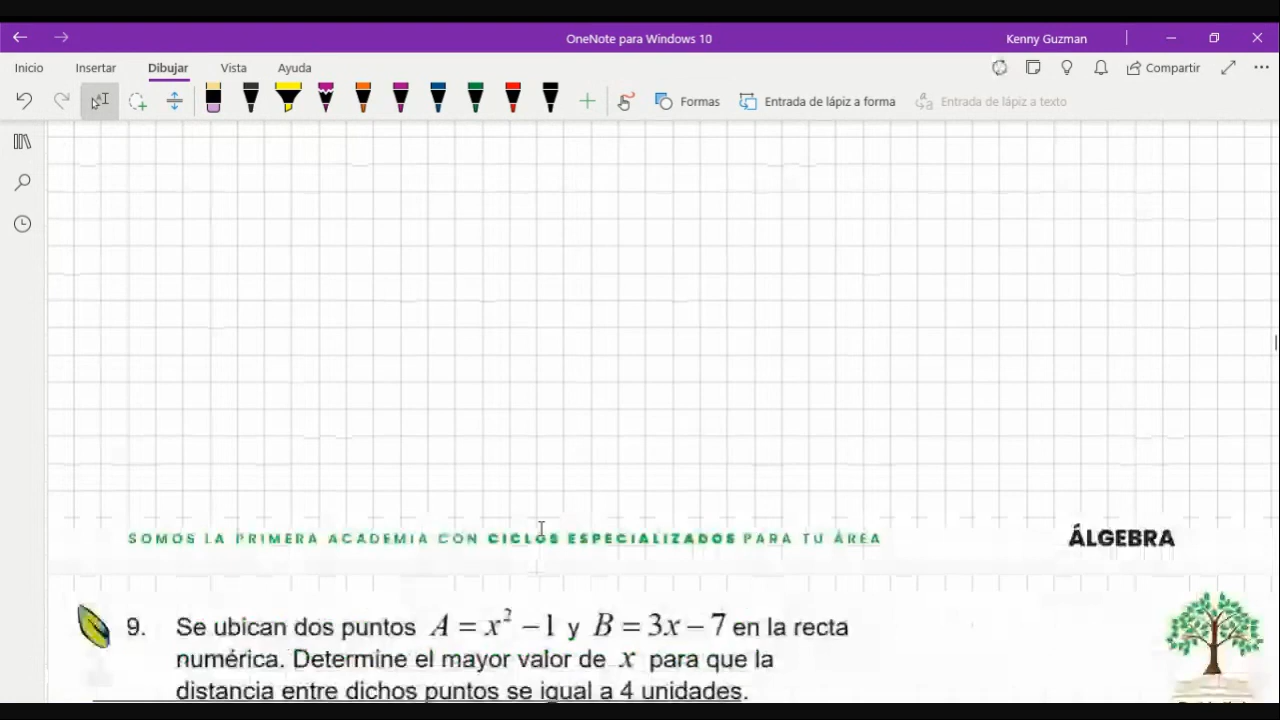 OneNote para Windows 10
Kenny Guzman
Inicio
Insertar
Dibujar
Vista
Ayuda
Compartir
Formas
Entrada de lápiz a forma
Entrada de lápiz a texto
SOMOS LA PRIMERA ACADEMIA CON CICLOS ESPECIALIZADOS PARA TU ÁREA
ÁLGEBRA
9. Se ubican dos puntos A = x² − 1 y B = 3x − 7 en la recta
numérica. Determine el mayor valor de x para que la
distancia entre dichos puntos se igual a 4 unidades.